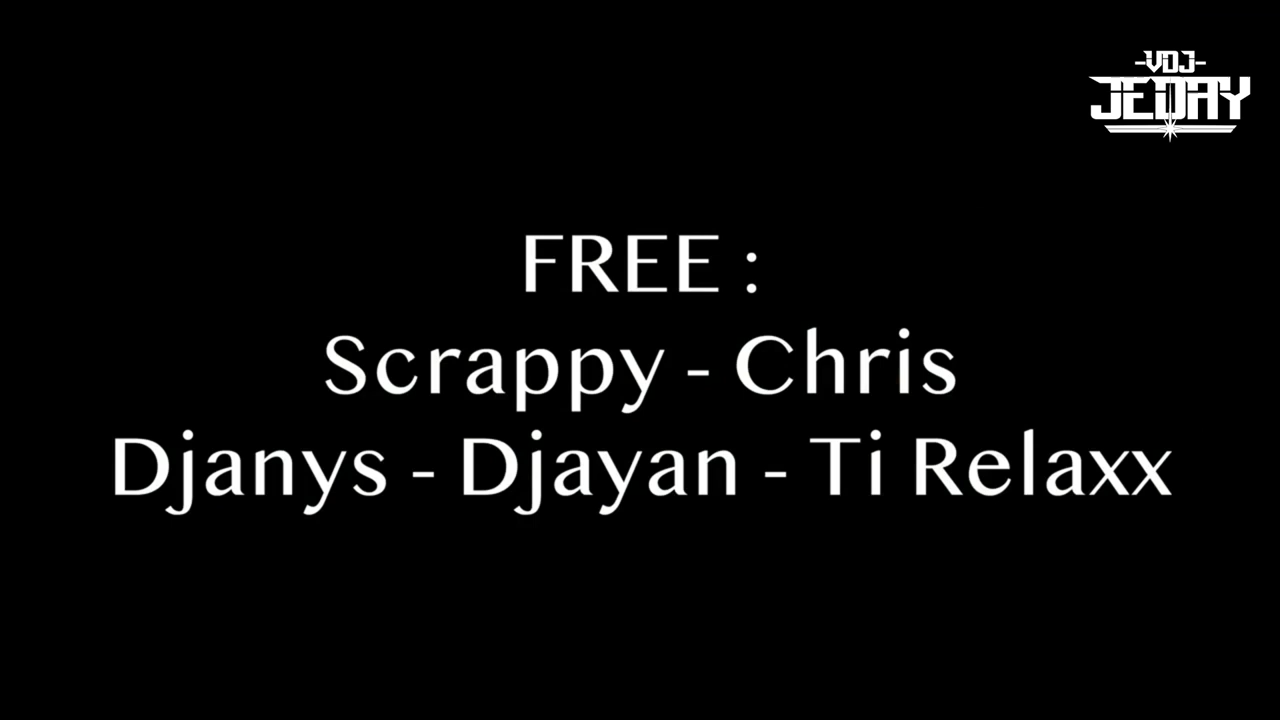 -VDJ-
JEDAY
FREE :
Scrappy - Chris
Djanys - Djayan - Ti Relaxx